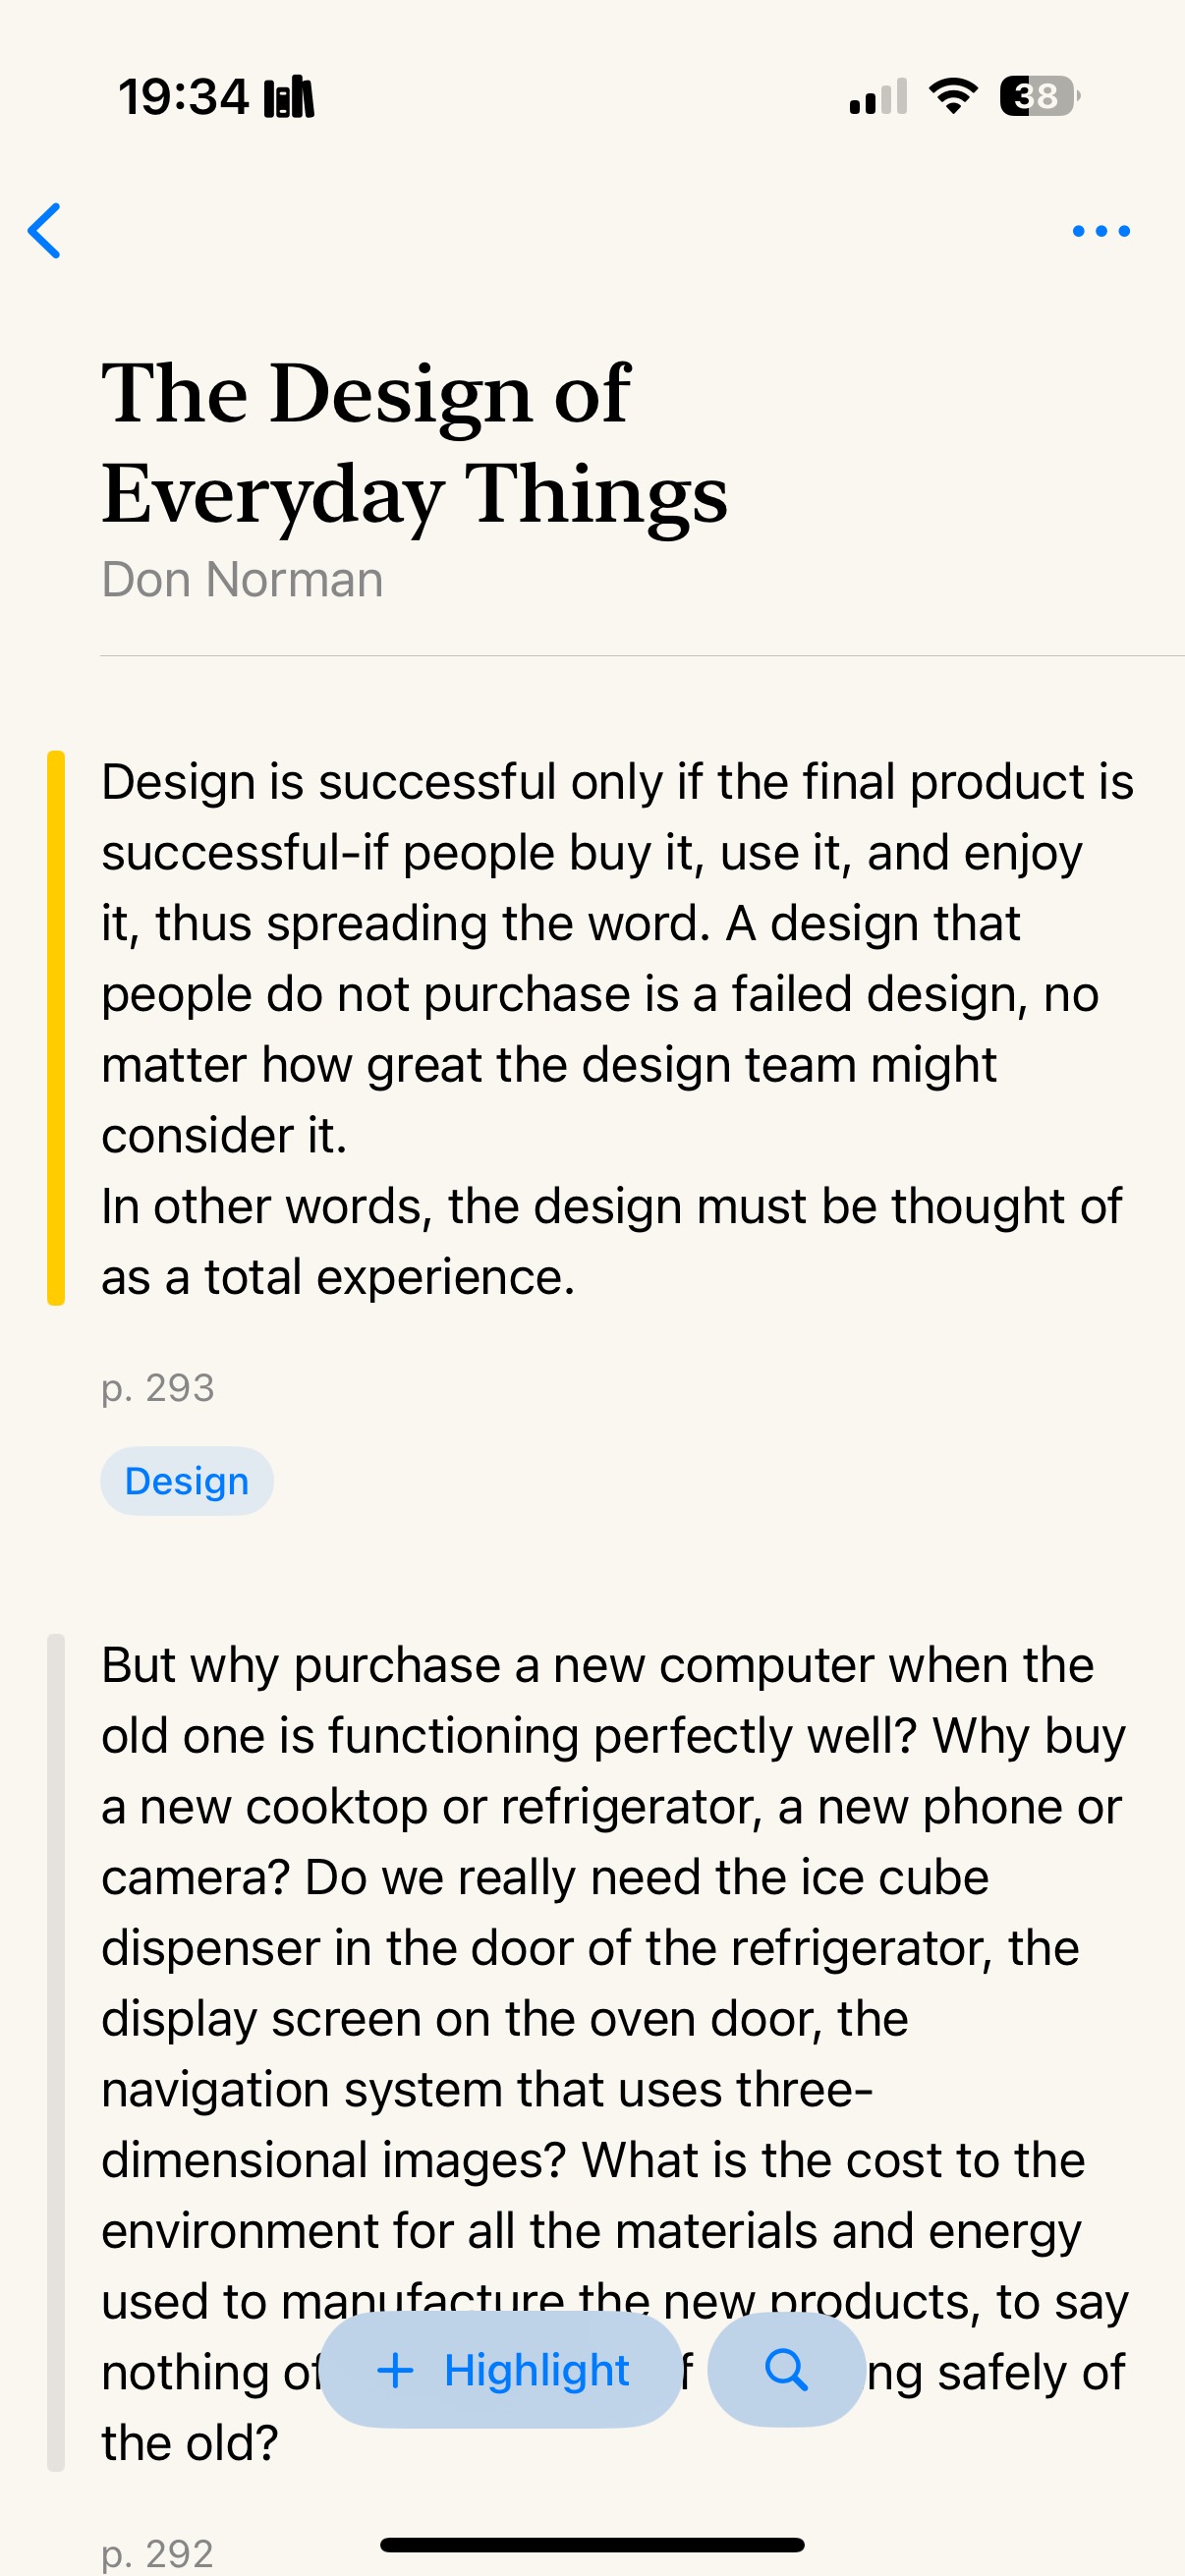 19:34
38
The Design of
Everyday Things
Don Norman
Design is successful only if the final product is
successful-if people buy it, use it, and enjoy
it, thus spreading the word. A design that
people do not purchase is a failed design, no
matter how great the design team might
consider it.
In other words, the design must be thought of
as a total experience.
p. 293
Design
But why purchase a new computer when the
old one is functioning perfectly well? Why buy
a new cooktop or refrigerator, a new phone or
camera? Do we really need the ice cube
dispenser in the door of the refrigerator, the
display screen on the oven door, the
navigation system that uses three-
dimensional images? What is the cost to the
environment for all the materials and energy
used to manufacture the new products, to say
nothing of safely of
+ Highlight
the old?
p. 292